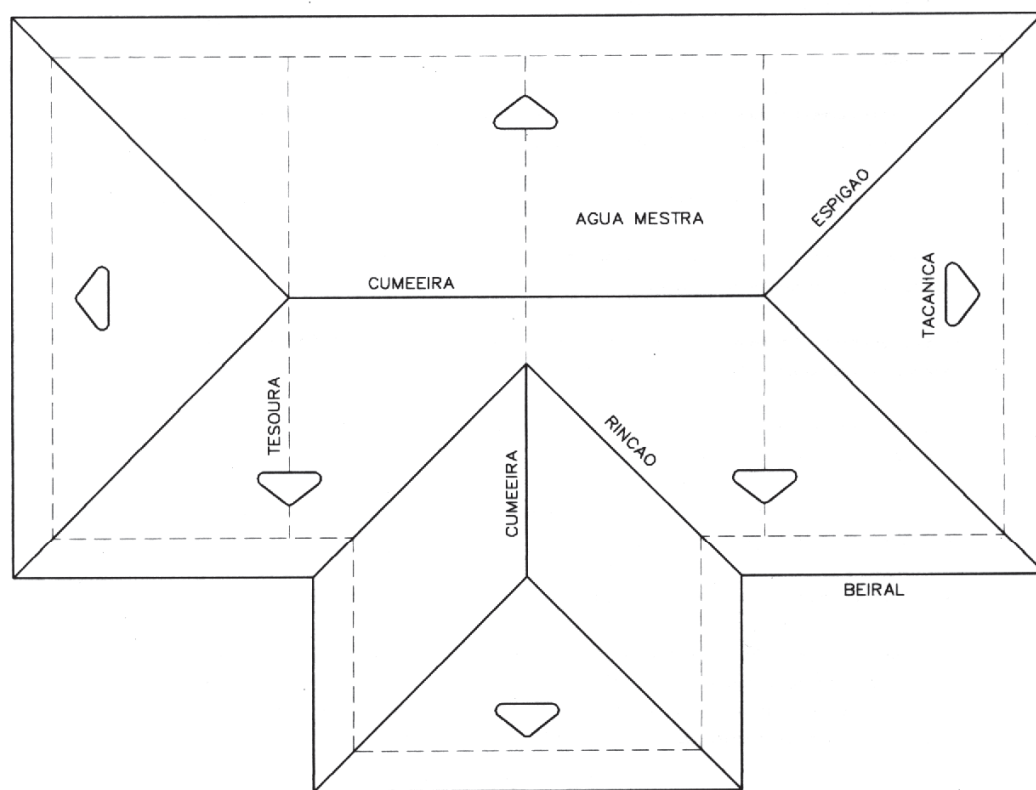 ESPIGAO
AGUA MESTRA
CUMEEIRA
TACANICA
TESOURA
RINCAO
CUMEEIRA
BEIRAL